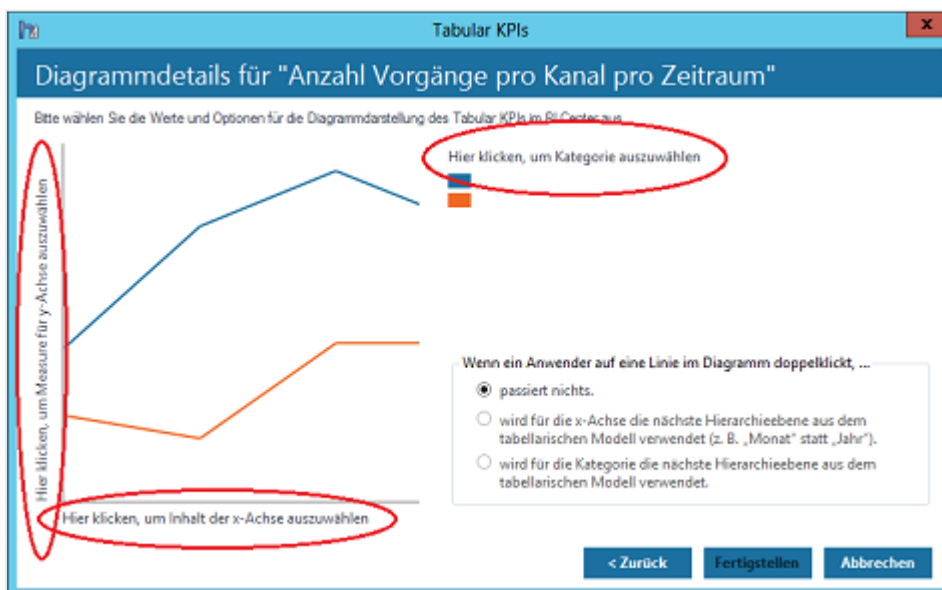 Tabular KPIs
x
Diagrammdetails für "Anzahl Vorgänge pro Kanal pro Zeitraum"
Bitte wählen Sie die Werte und Optionen für die Diagrammdarstellung des Tabular KPIs im BI Center aus
Hier klicken, um Measure für y-Achse auszuwählen
Hier klicken, um Kategorie auszuwählen
Wenn ein Anwender auf eine Linie im Diagramm doppelklickt, ...
passiert nichts.
wird für die x-Achse die nächste Hierarchieebene aus dem
tabellarischen Modell verwendet (z. B. „Monat" statt „Jahr").
wird für die Kategorie die nächste Hierarchieebene aus dem
tabellarischen Modell verwendet.
Hier klicken, um Inhalt der x-Achse auszuwählen
< Zurück
Fertigstellen
Abbrechen